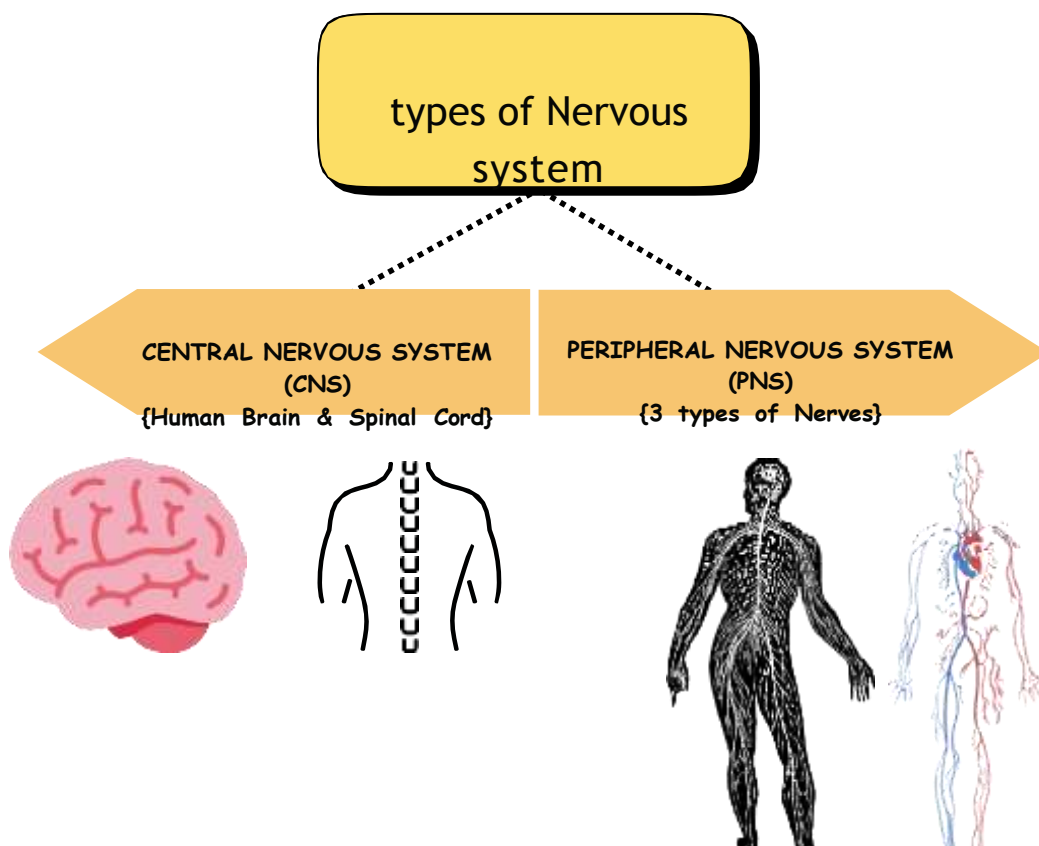 types of Nervous
system
CENTRAL NERVOUS SYSTEM
(CNS)
{Human Brain & Spinal Cord}
PERIPHERAL NERVOUS SYSTEM
(PNS)
{3 types of Nerves}